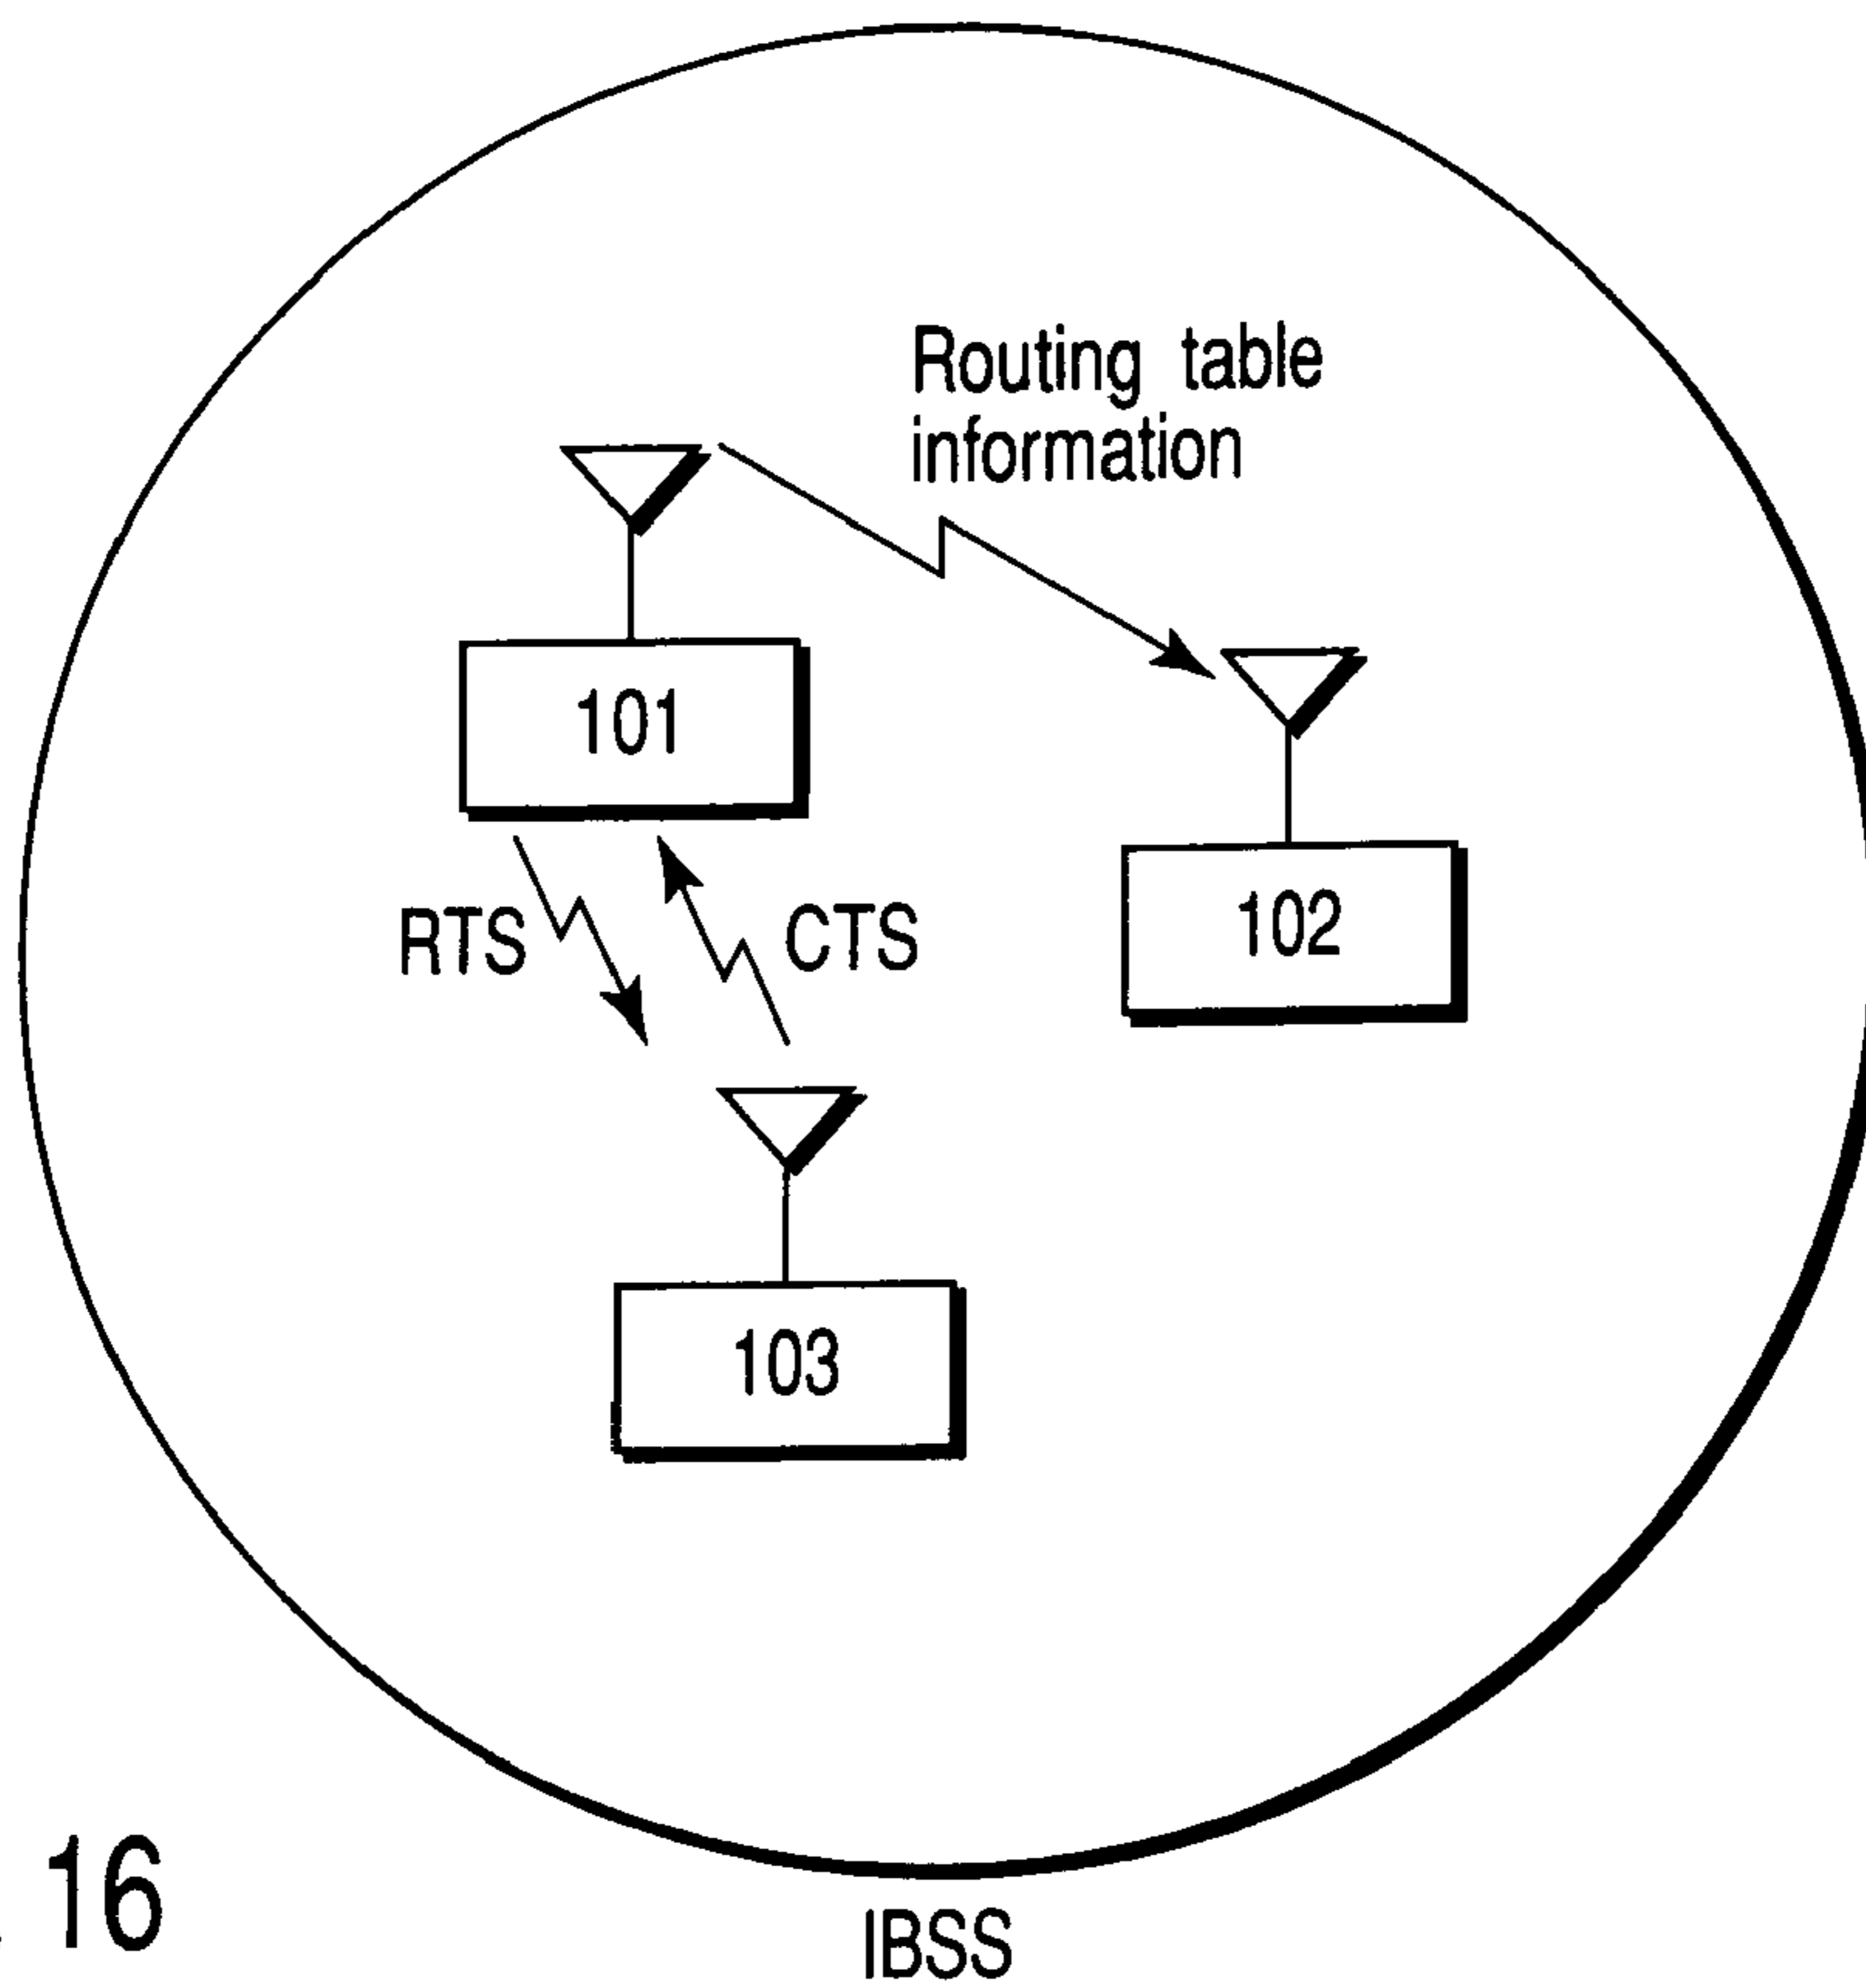 Routing table
information
101
RTS
CTS
102
103
16
IBSS